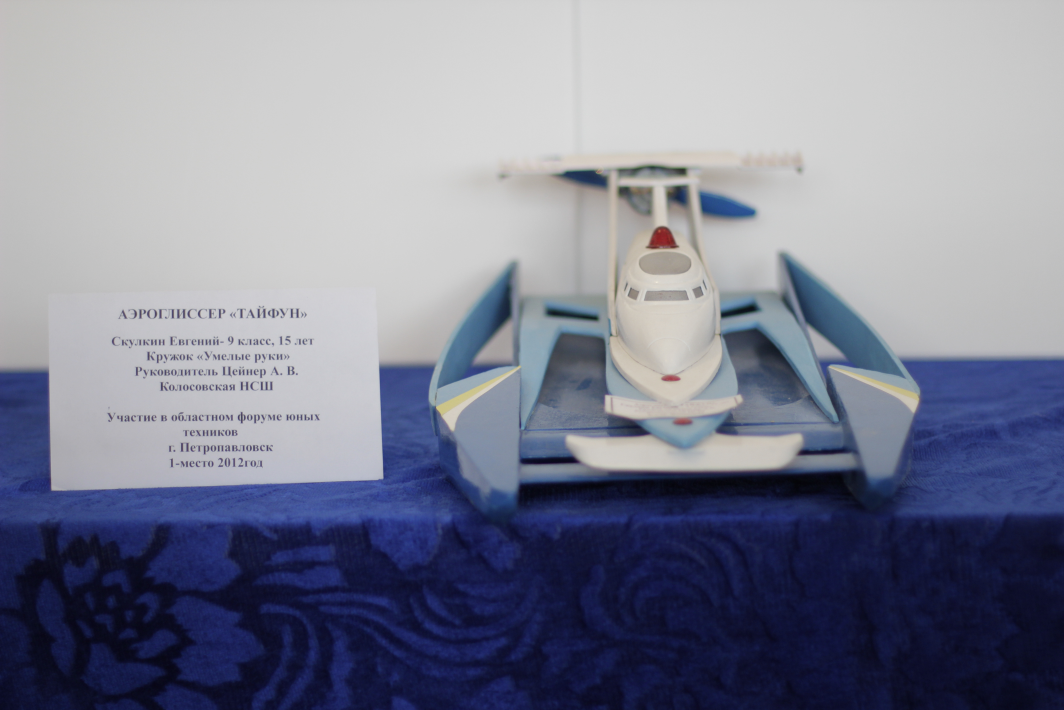 АЭРОГЛИССЕР «ТАЙФУН»
Скулкин Евгений- 9 класс, 15 лет
Кружок «Умелые руки»
Руководитель Цейнер А. В.
Колосовская НСШ
Участие в областном форуме юных
техников
г. Петропавловск
1-место 2012год